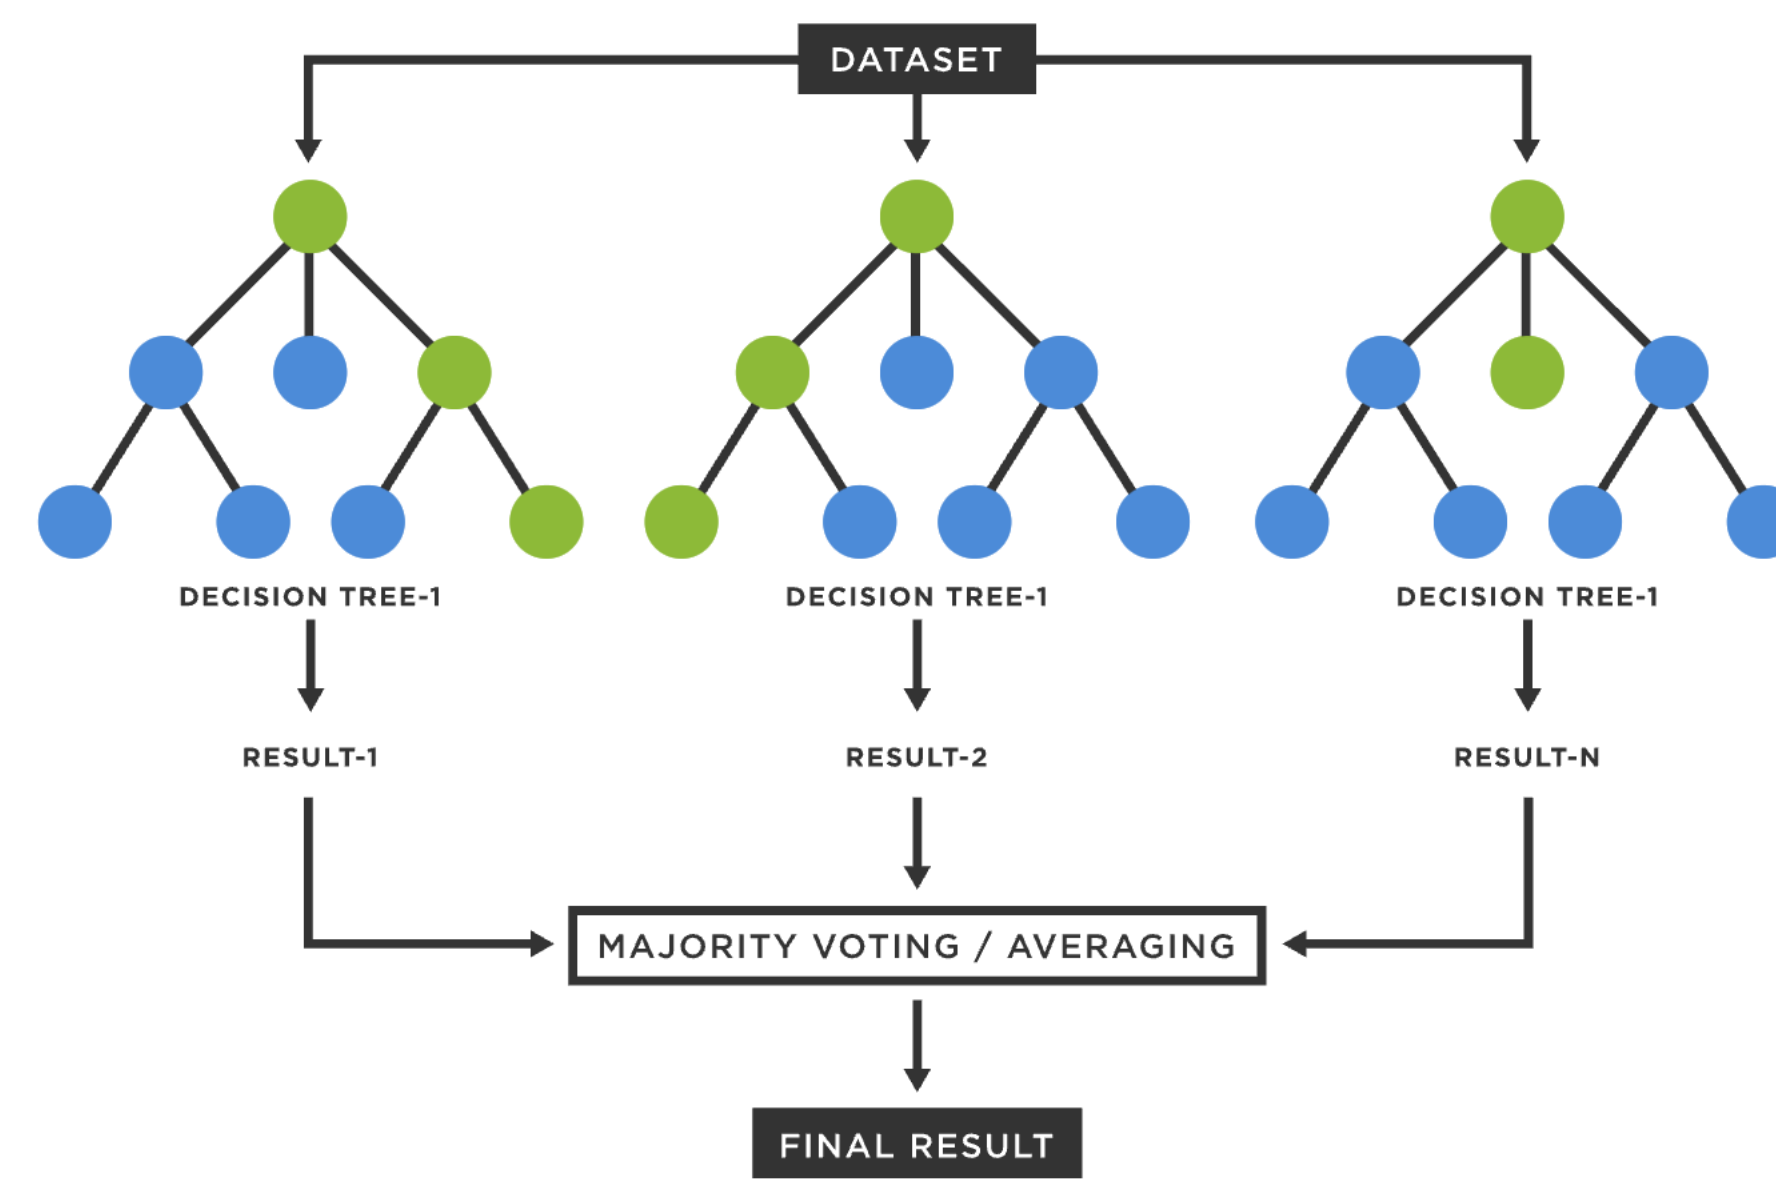 DATASET
DECISION TREE-1
DECISION TREE-1
DECISION TREE-1
RESULT-1
RESULT-2
RESULT-N
MAJORITY VOTING / AVERAGING
FINAL RESULT